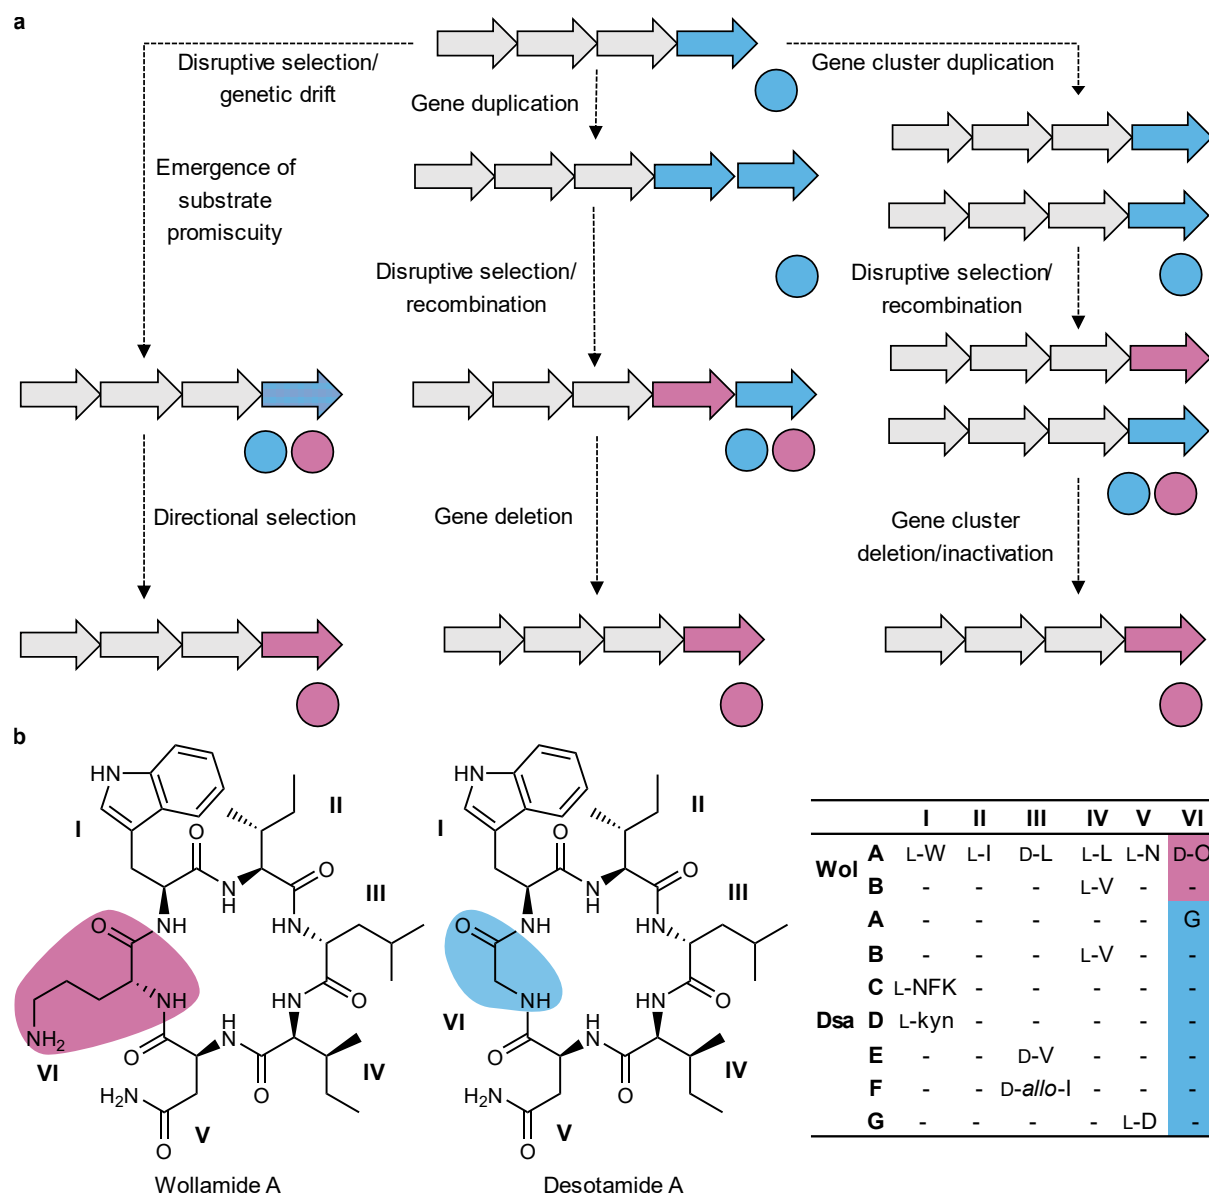 a
Disruptive selection/
genetic drift
Gene duplication
Gene cluster duplication
Emergence of
substrate
promiscuity
Disruptive selection/
recombination
Disruptive selection/
recombination
Directional selection
Gene deletion
Gene cluster
deletion/inactivation
b
HN
I
II
O
N
H
O
III
O
NH
HN
NH
O
NH2
VI
O
H
N
HN
O
O
IV
H2N
V
O
Wollamide A
HN
I
II
O
N
H
O
III
O
NH
HN
NH
O
VI
O
H
N
HN
O
O
IV
H2N
V
O
Desotamide A
I II III IV V VI
Wol A L-W L-I D-L L-L L-N D-O
B - - - L-V - -
A - - - - - G
B - - - L-V - -
C L-NFK - - - - -
Dsa D L-kyn - - - - -
E - - D-V - - -
F - - D-allo-I - - -
G - - - - L-D -